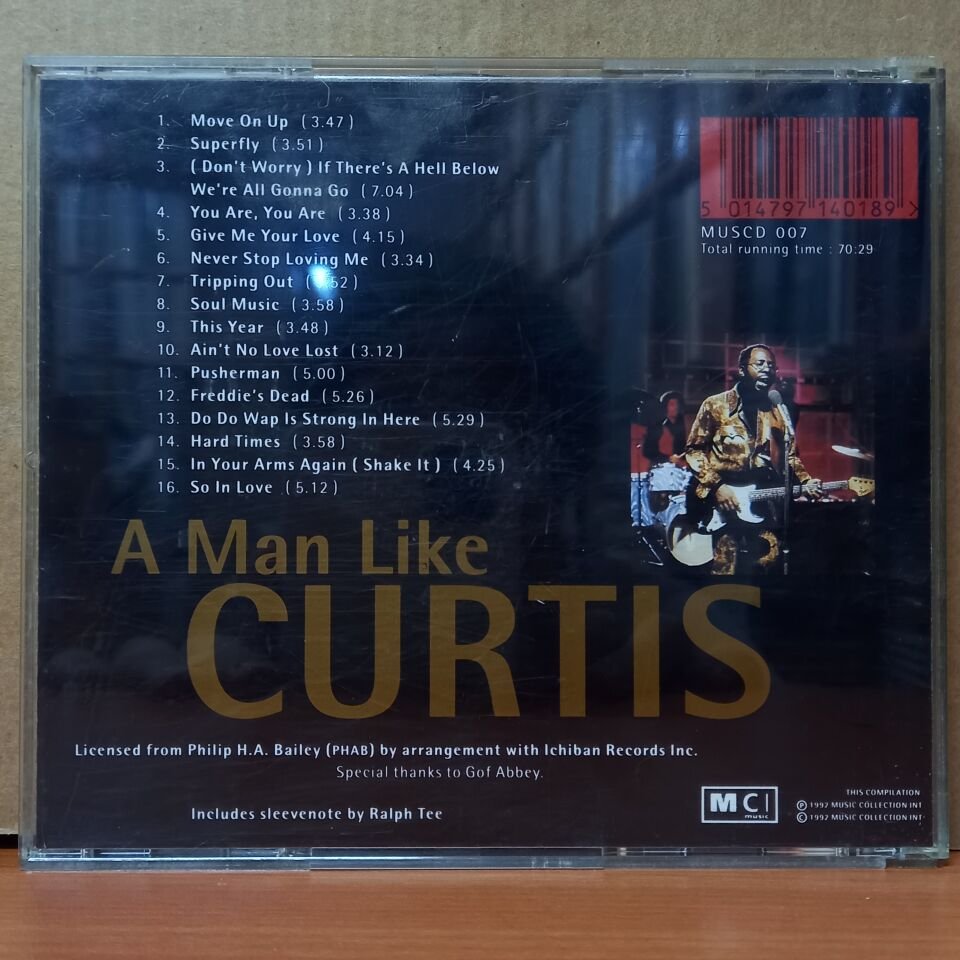 1. Move On Up (3.47)
2. Superfly (3.51)
3. (Don't Worry) If There's A Hell Below
We're All Gonna Go (7.04)
4. You Are, You Are (3.38)
5. Give Me Your Love (4.15)
6. Never Stop Loving Me (3.34)
7. Tripping Out
8. Soul Music (3.58)
9. This Year (3.48)
10. Ain't No Love Lost (3.12)
11. Pusherman (5.00)
12. Freddie's Dead (5.26)
13. Do Do Wap Is Strong In Here (5.29)
14. Hard Times (3.58)
15. In Your Arms Again (Shake It) (4.25)
16. So In Love (5.12)
5 014797 140189 >
MUSCD 007
Total running time : 70:29
A Man Like
CURTIS
Licensed from Philip H.A. Bailey (PHAB) by arrangement with Ichiban Records Inc.
Special thanks to Gof Abbey.
Includes sleevenote by Ralph Tee
MCI
music
THIS COMPILATION
℗ 1992 MUSIC COLLECTION INT
© 1992 MUSIC COLLECTION INT